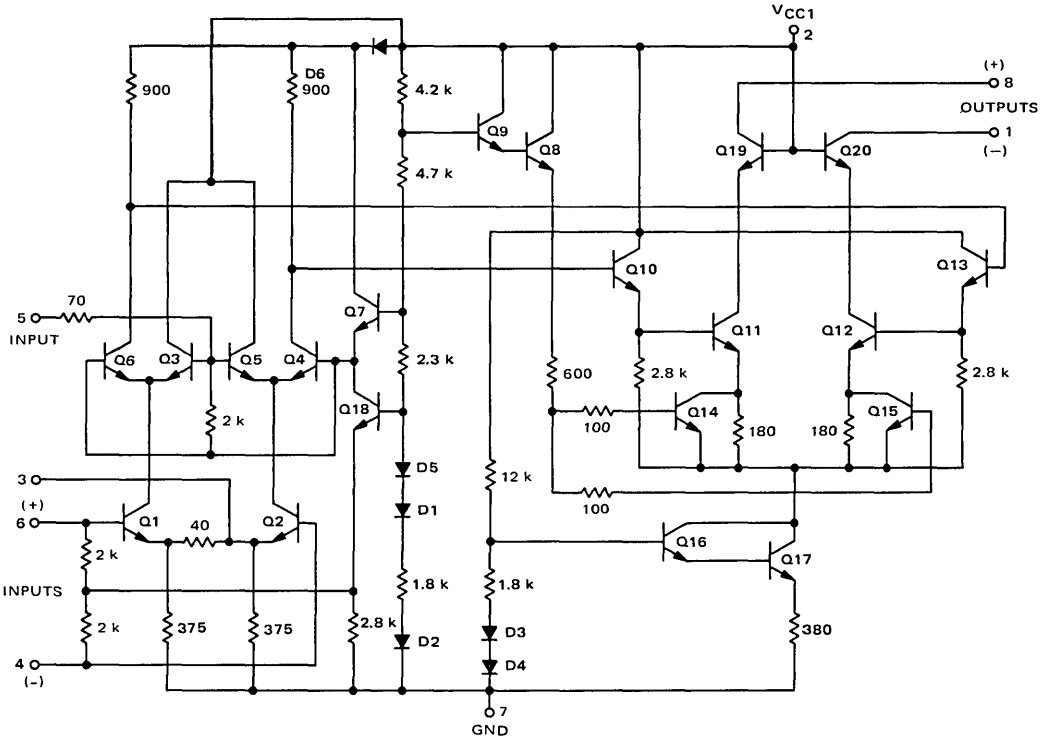 VCC1
2
D6
900
900
4.2 k
(+)
8
OUTPUTS
1
(−)
Q9
Q8
Q19
Q20
4.7 k
Q10
Q13
70
5
INPUT
Q7
Q11
Q12
Q6
Q3
Q5
Q4
2.3 k
600
2.8 k
2.8 k
Q18
Q14
Q15
2 k
100
180
180
D5
12 k
3
(+)
6
D1
100
Q1
40
Q2
Q16
Q17
2 k
INPUTS
1.8 k
1.8 k
2 k
375
375
2.8 k
D2
D3
380
4
(−)
D4
7
GND